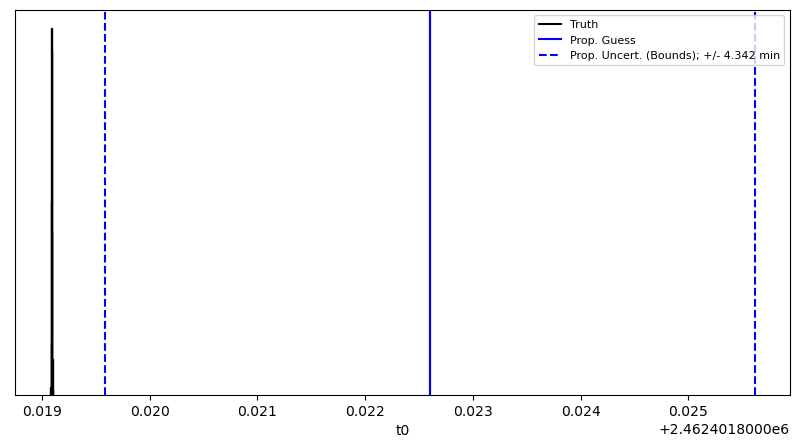 Truth
Prop. Guess
Prop. Uncert. (Bounds); +/- 4.342 min
0.019 0.020 0.021 0.022 0.023 0.024 0.025
t0 +2.4624018000e6